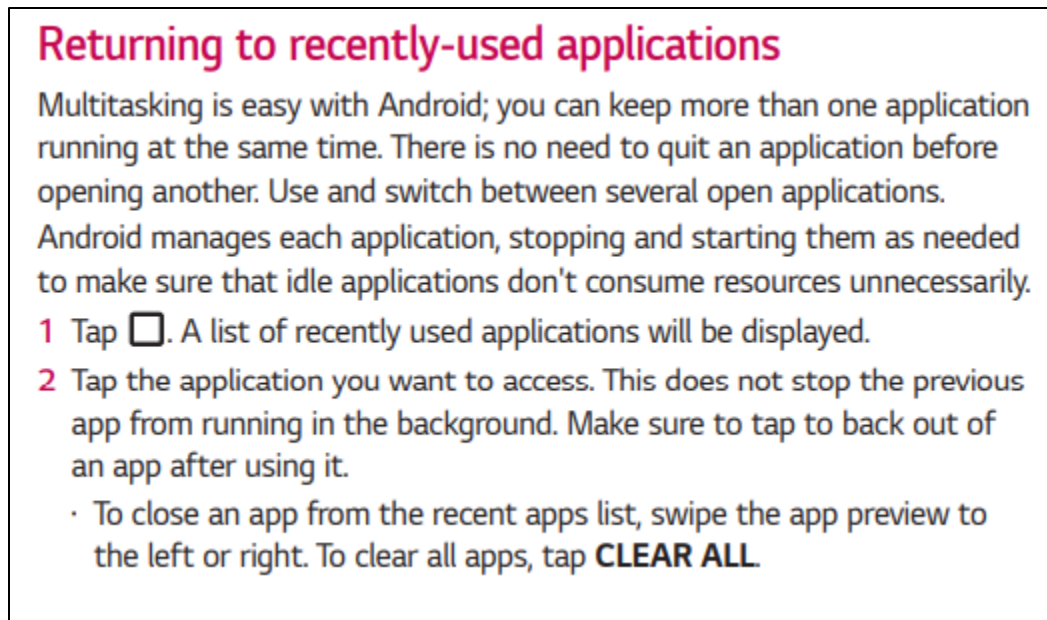 Returning to recently-used applications
Multitasking is easy with Android; you can keep more than one application
running at the same time. There is no need to quit an application before
opening another. Use and switch between several open applications.
Android manages each application, stopping and starting them as needed
to make sure that idle applications don't consume resources unnecessarily.
1 Tap □. A list of recently used applications will be displayed.
2 Tap the application you want to access. This does not stop the previous
app from running in the background. Make sure to tap to back out of
an app after using it.
· To close an app from the recent apps list, swipe the app preview to
the left or right. To clear all apps, tap CLEAR ALL.